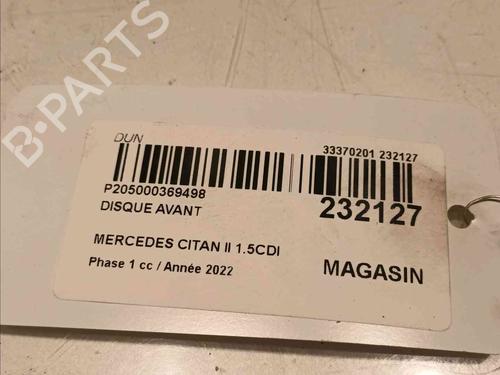 B-PARTS
DUN
33370201 232127
P205000369498
DISQUE AVANT
232127
MERCEDES CITAN II 1.5CDI
Phase 1 cc / Année 2022
MAGASIN